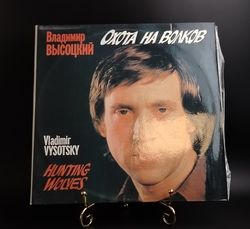 Владимир
ВЫСОЦКИЙ
ОХОТА НА ВОЛКОВ
Vladimir
VYSOTSKY
HUNTING
WOLVES